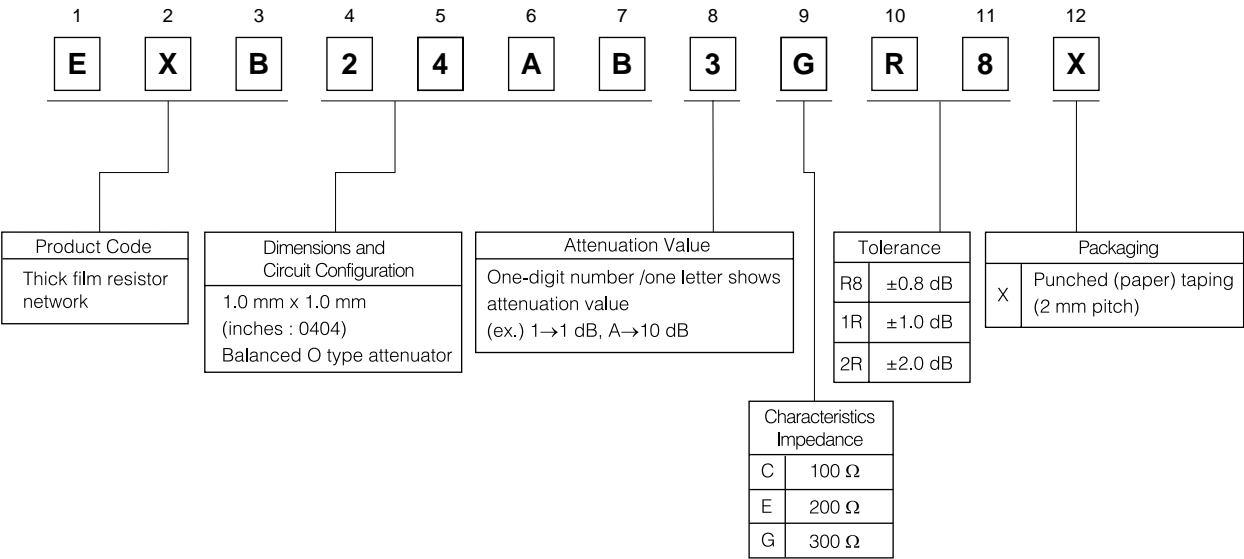 1 2 3 4 5 6 7 8 9 10 11 12
E X B 2 4 A B 3 G R 8 X
Product Code
Thick film resistor
network
Dimensions and
Circuit Configuration
1.0 mm x 1.0 mm
(inches : 0404)
Balanced O type attenuator
Attenuation Value
One-digit number /one letter shows
attenuation value
(ex.) 1→1 dB, A→10 dB
Characteristics
Impedance
C 100 Ω
E 200 Ω
G 300 Ω
Tolerance
R8 ±0.8 dB
1R ±1.0 dB
2R ±2.0 dB
Packaging
X Punched (paper) taping
(2 mm pitch)